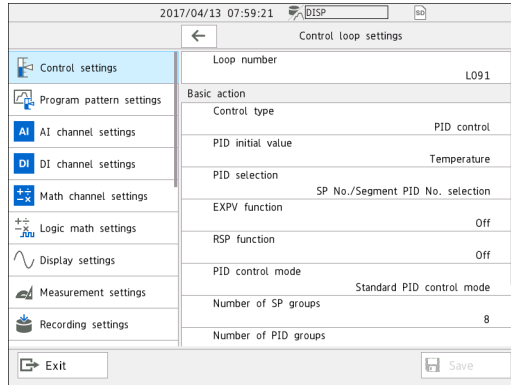 2017/04/13 07:59:21 DISP SD
Control loop settings
Control settings
Program pattern settings
AI AI channel settings
DI DI channel settings
Math channel settings
Logic math settings
Display settings
Measurement settings
Recording settings
Loop number
L091
Basic action
Control type
PID control
PID initial value
Temperature
PID selection
SP No./Segment PID No. selection
EXPV function
Off
RSP function
Off
PID control mode
Standard PID control mode
Number of SP groups
8
Number of PID groups
Exit
Save